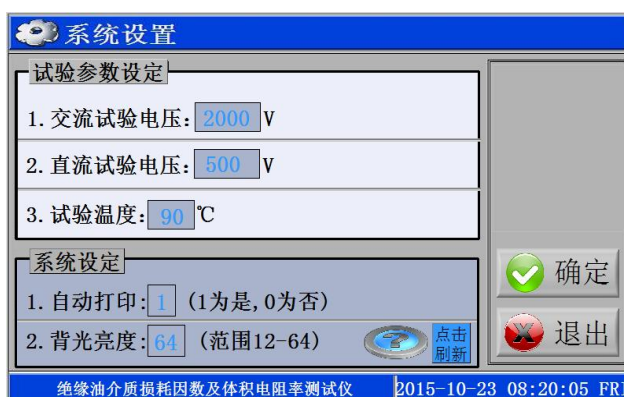 系统设置
试验参数设定
1.交流试验电压: 2000 V
2.直流试验电压: 500 V
3.试验温度: 90 ℃
系统设定
1.自动打印: 1 (1为是,0为否)
2.背光亮度: 64 (范围12-64)
点击
刷新
确定
退出
绝缘油介质损耗因数及体积电阻率测试仪 2015-10-23 08:20:05 FRI